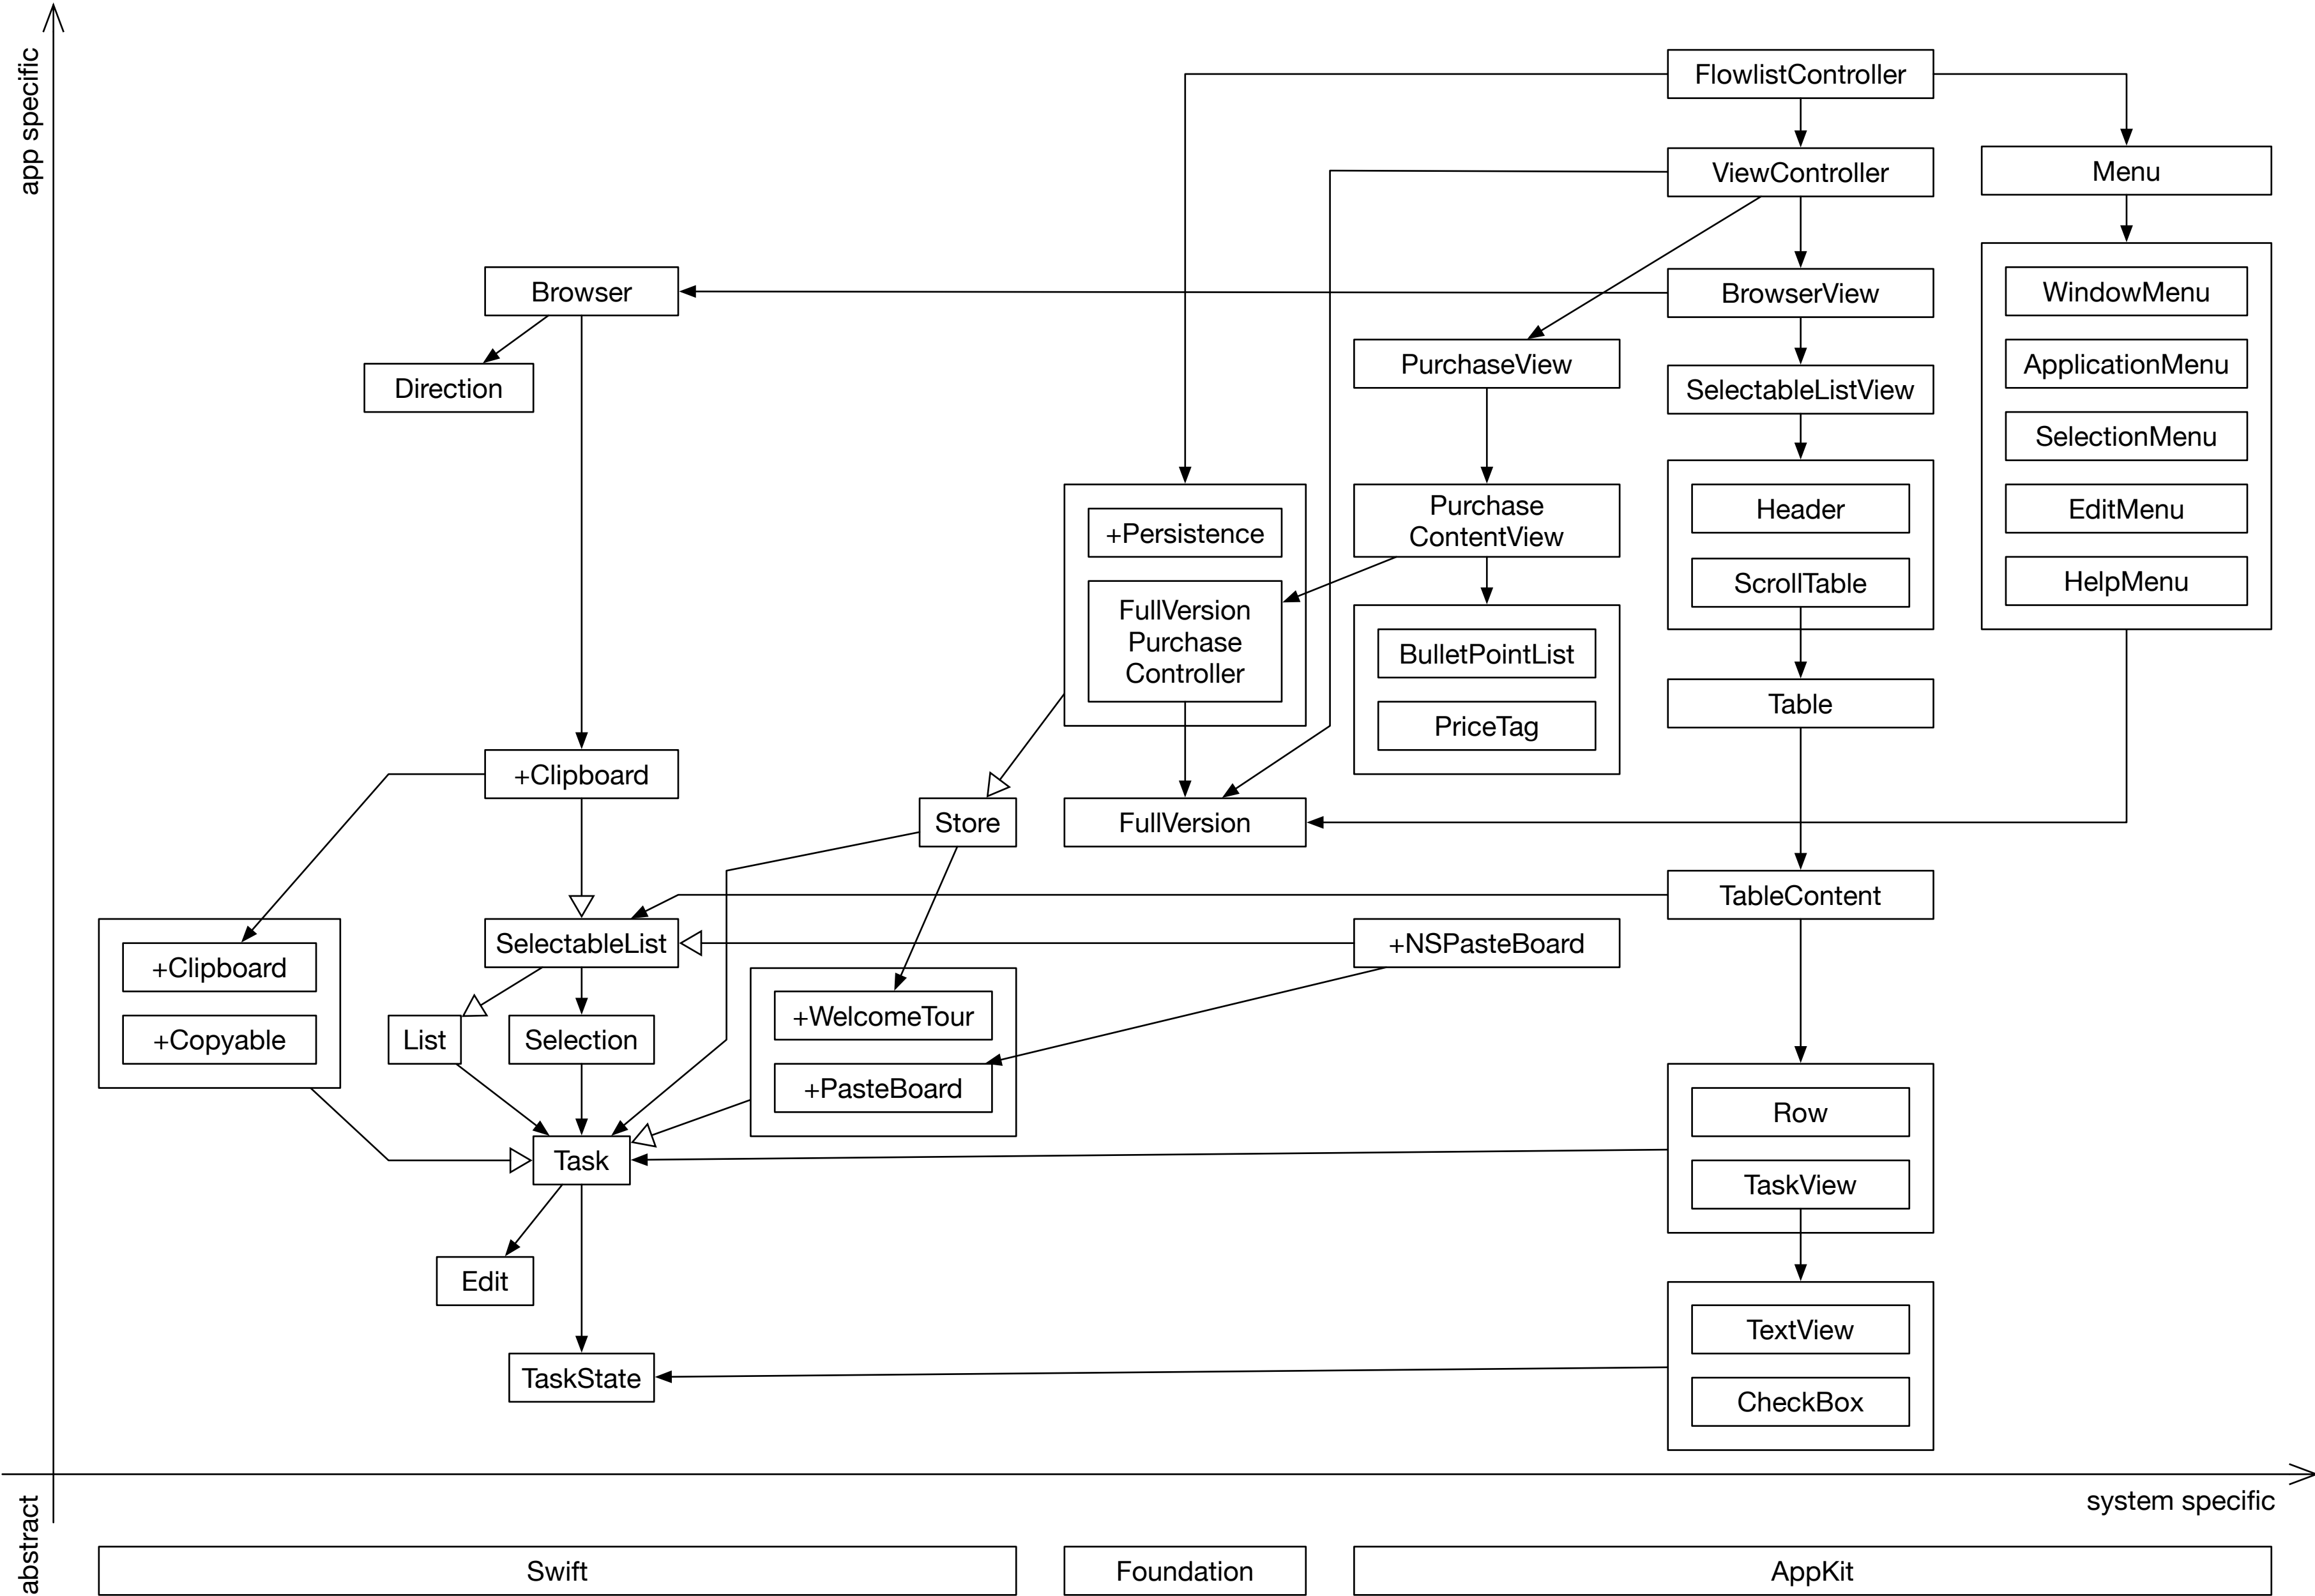 app specific
FlowlistController
ViewController
Menu
Browser
BrowserView
WindowMenu
PurchaseView
ApplicationMenu
Direction
SelectableListView
SelectionMenu
+Persistence
Purchase
ContentView
Header
EditMenu
ScrollTable
HelpMenu
FullVersion
Purchase
Controller
BulletPointList
PriceTag
Table
+Clipboard
Store
FullVersion
TableContent
SelectableList
+NSPasteBoard
+Clipboard
+WelcomeTour
+Copyable
List
Selection
+PasteBoard
Row
Task
TaskView
Edit
TextView
TaskState
CheckBox
system specific
abstract
Swift
Foundation
AppKit